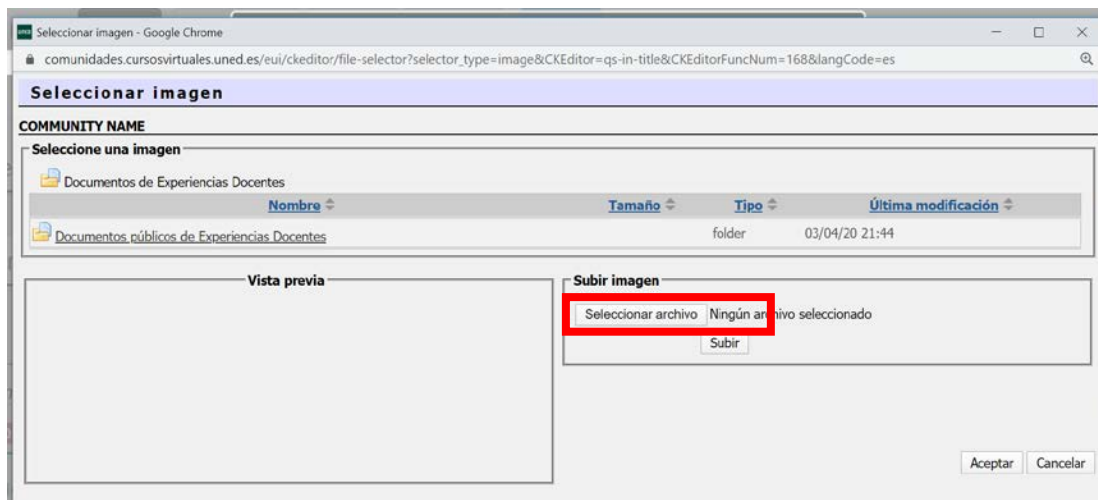 Seleccionar imagen - Google Chrome
comunidades.cursosvirtuales.uned.es/eui/ckeditor/file-selector?selector_type=image&CKEditor=qs-in-title&CKEditorFuncNum=168&langCode=es
Seleccionar imagen
COMMUNITY NAME
Seleccione una imagen
Documentos de Experiencias Docentes
Nombre Tamaño Tipo Última modificación
Documentos públicos de Experiencias Docentes folder 03/04/20 21:44
Vista previa Subir imagen
Seleccionar archivo Ningún archivo seleccionado
Subir
Aceptar Cancelar